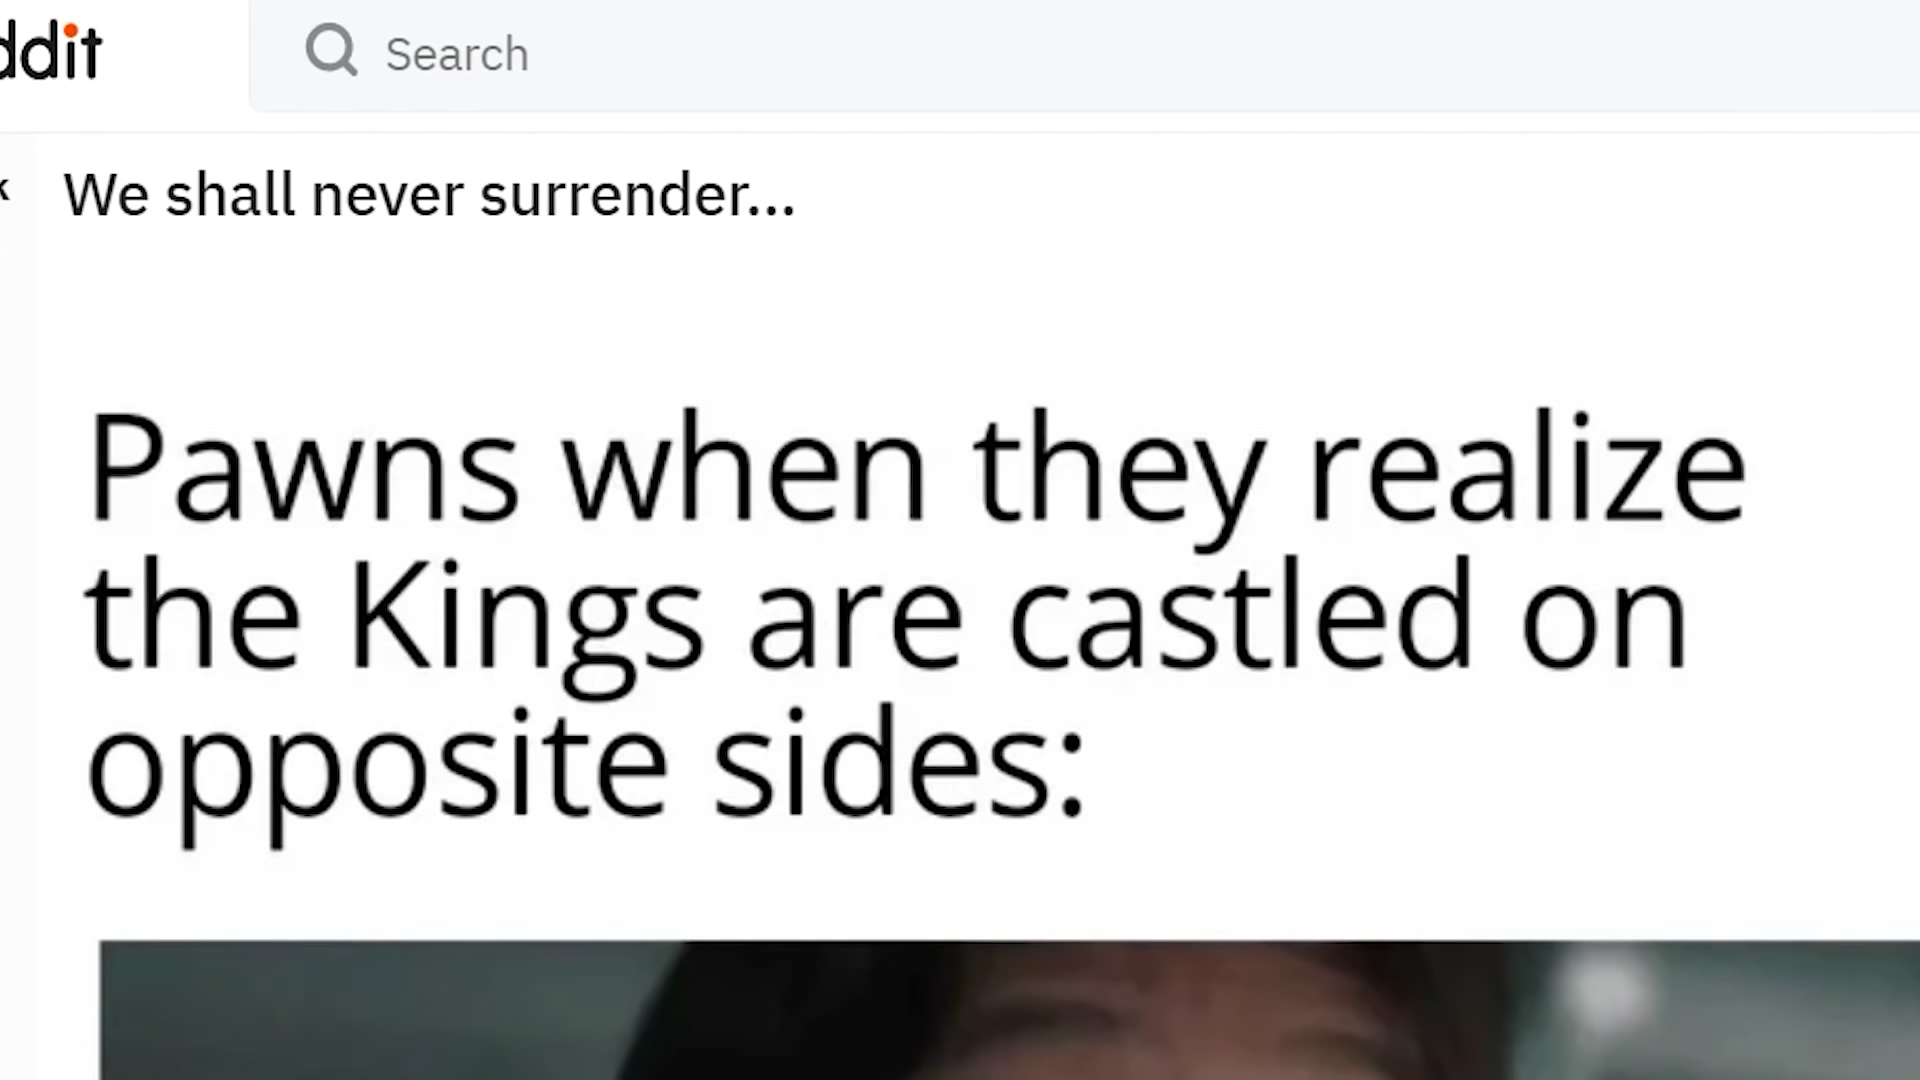 ddit
Search
We shall never surrender...
Pawns when they realize
the Kings are castled on
opposite sides: